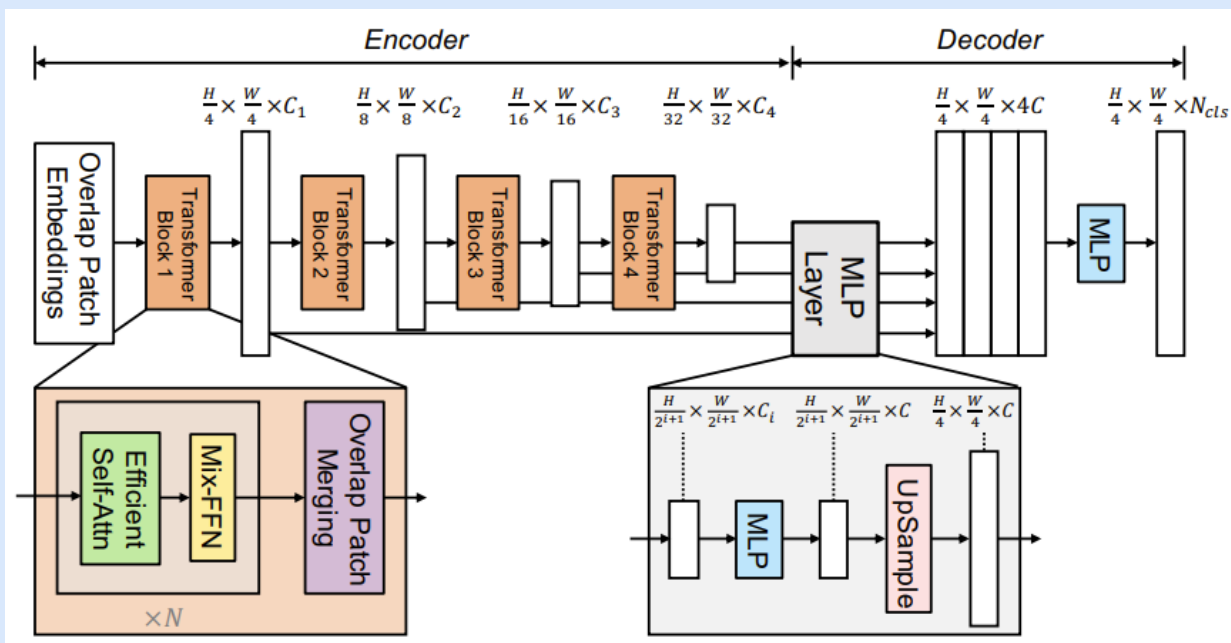 Encoder
Decoder
H/4 × W/4 × C₁
H/8 × W/8 × C₂
H/16 × W/16 × C₃
H/32 × W/32 × C₄
H/4 × W/4 × 4C
H/4 × W/4 × N_cls
Overlap Patch
Embeddings
Transformer
Block 1
Transformer
Block 2
Transformer
Block 3
Transformer
Block 4
MLP
Layer
MLP
Efficient
Self-Attn
Mix-FFN
×N
Overlap Patch
Merging
H/2^{i+1} × W/2^{i+1} × C_i
H/2^{i+1} × W/2^{i+1} × C
H/4 × W/4 × C
MLP
UpSample